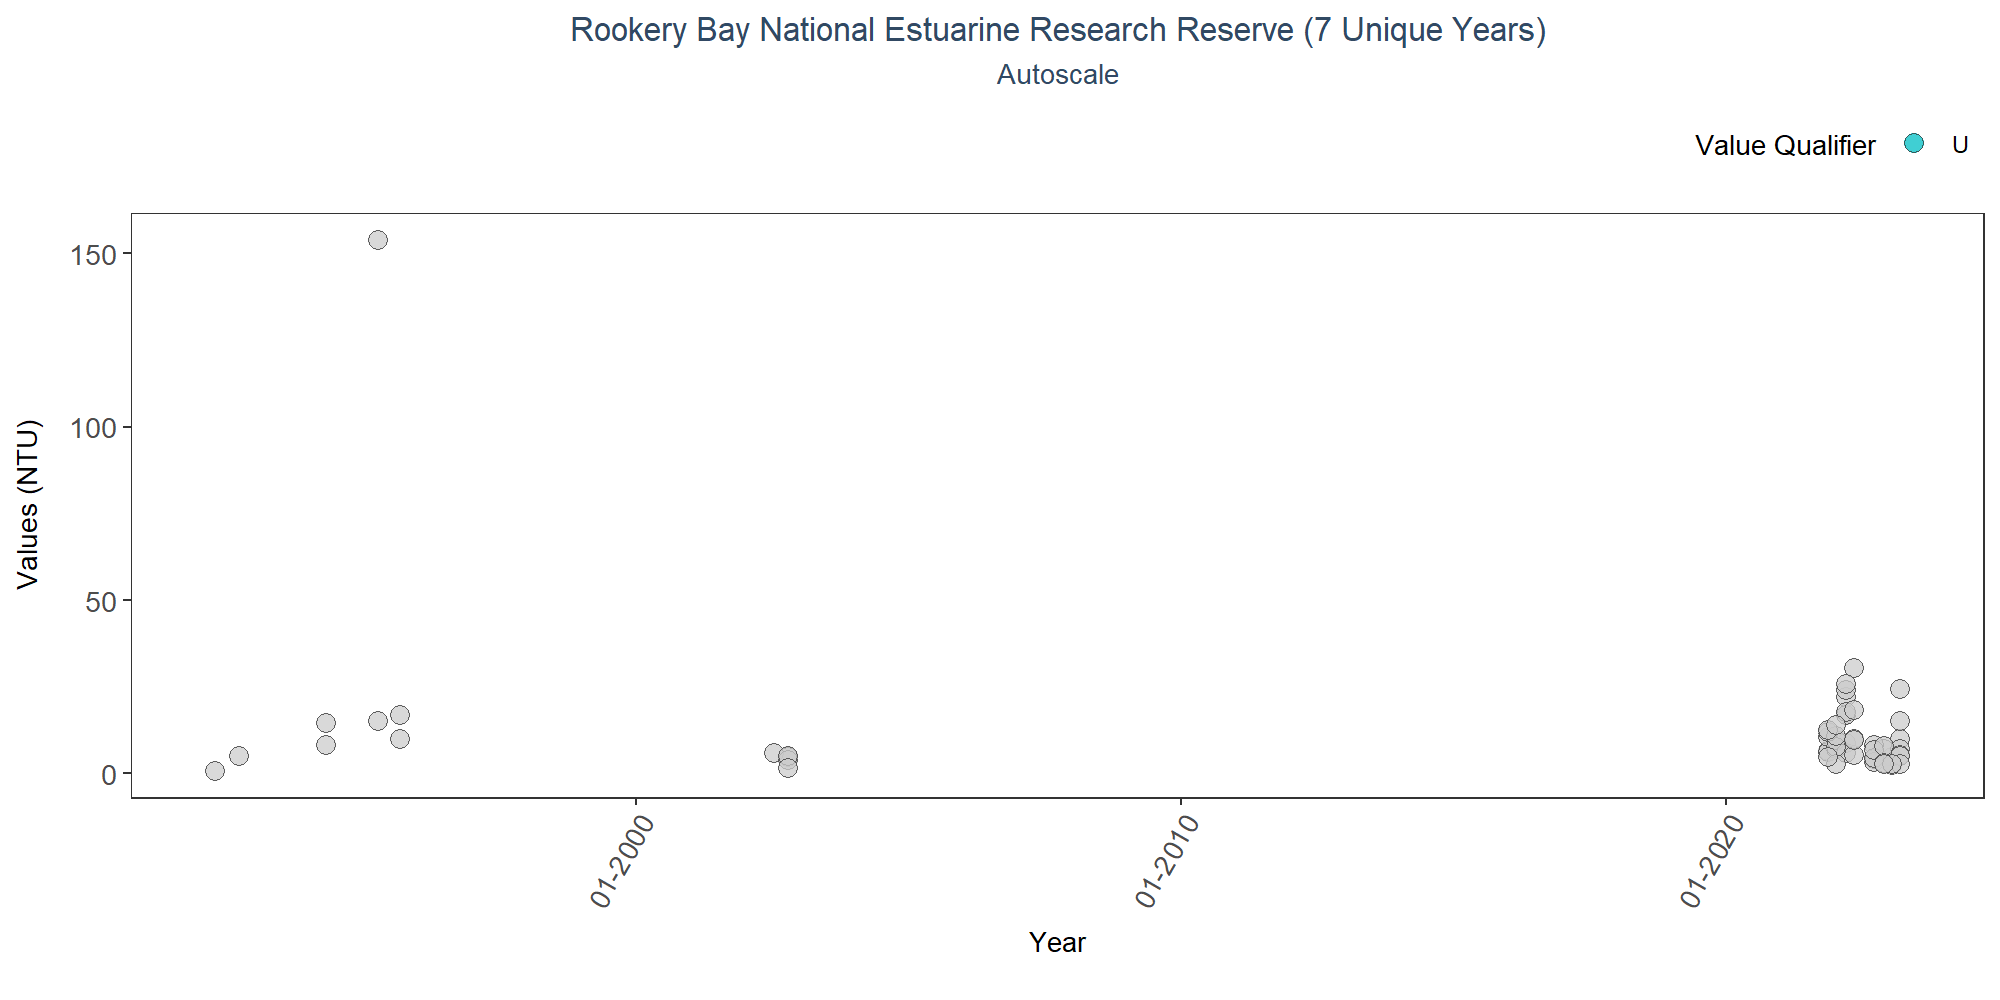 Rookery Bay National Estuarine Research Reserve (7 Unique Years)
Autoscale
Value Qualifier U
150
100
50
0
Values (NTU)
01-2000
01-2010
01-2020
Year